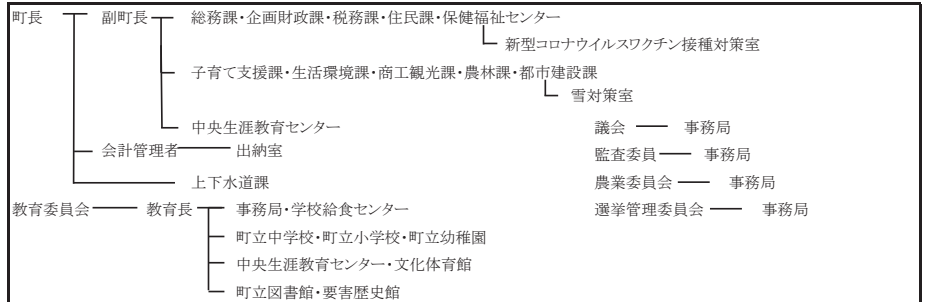 町長 副町長 総務課・企画財政課・税務課・住民課・保健福祉センター
新型コロナウイルスワクチン接種対策室
子育て支援課・生活環境課・商工観光課・農林課・都市建設課
雪対策室
中央生涯教育センター 議会 事務局
会計管理者 出納室 監査委員 事務局
上下水道課 農業委員会 事務局
教育委員会 教育長 事務局・学校給食センター 選挙管理委員会 事務局
町立中学校・町立小学校・町立幼稚園
中央生涯教育センター・文化体育館
町立図書館・要害歴史館